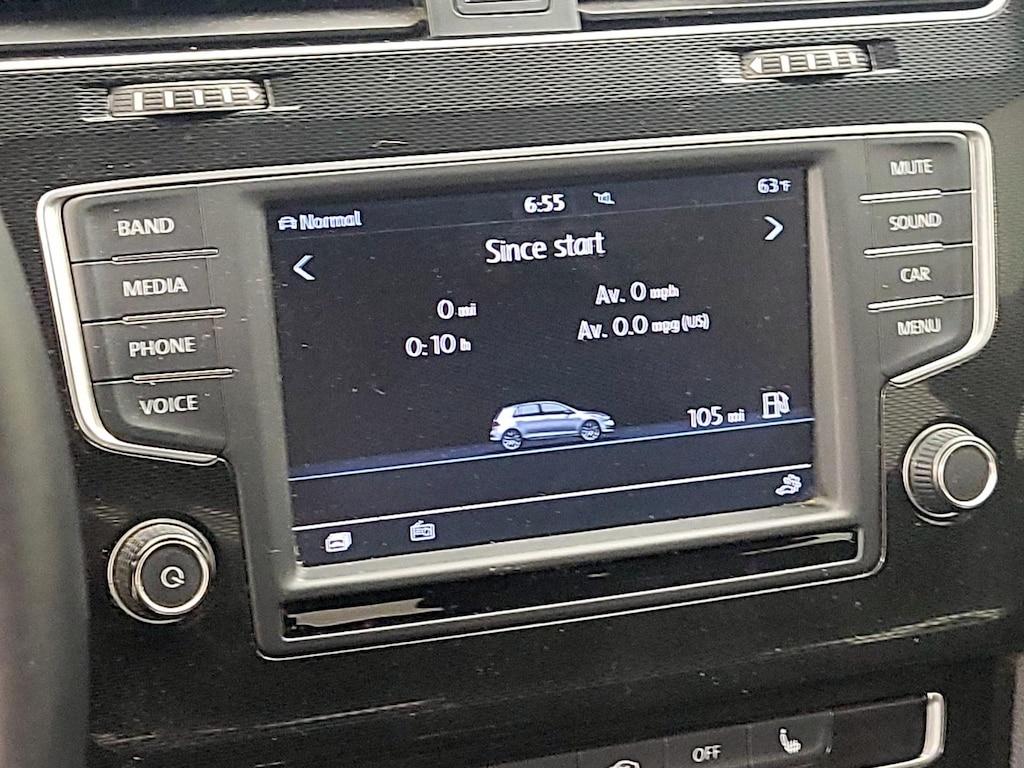 BAND
MEDIA
PHONE
VOICE
Normal
6:55
63°F
Since start
0 mi
Av. 0 mph
0:10 h
Av. 0.0 mpg (US)
105 mi
MUTE
SOUND
CAR
MENU
OFF